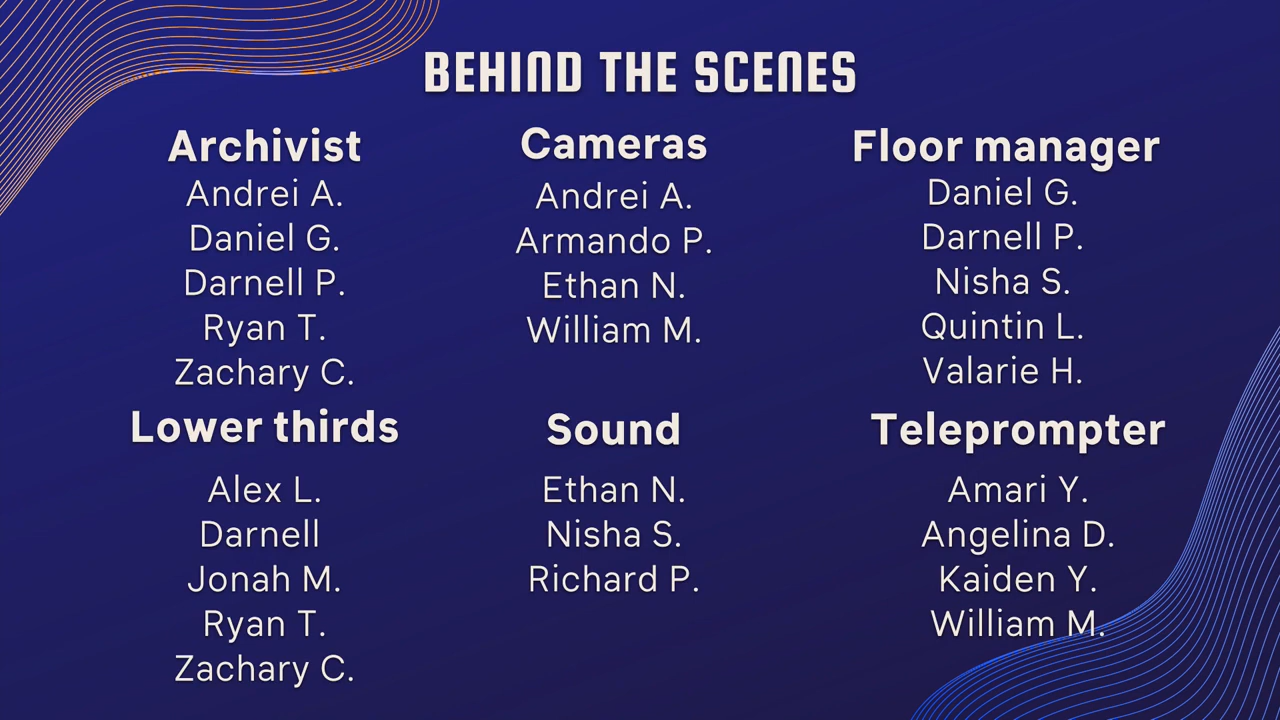 BEHIND THE SCENES
Archivist
Andrei A.
Daniel G.
Darnell P.
Ryan T.
Zachary C.
Cameras
Andrei A.
Armando P.
Ethan N.
William M.
Floor manager
Daniel G.
Darnell P.
Nisha S.
Quintin L.
Valarie H.
Lower thirds
Alex L.
Darnell
Jonah M.
Ryan T.
Zachary C.
Sound
Ethan N.
Nisha S.
Richard P.
Teleprompter
Amari Y.
Angelina D.
Kaiden Y.
William M.